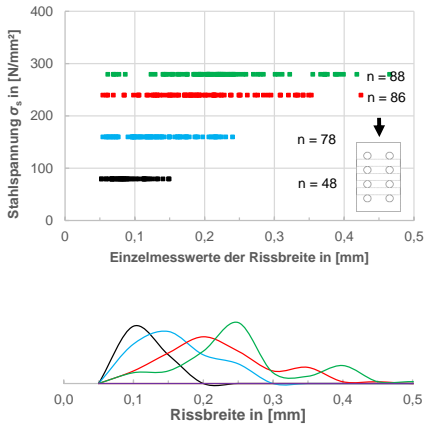 400
300
200
100
0
Stahlspannung σs in [N/mm²]
n = 88
n = 86
n = 78
n = 48
0 0,1 0,2 0,3 0,4 0,5
Einzelmesswerte der Rissbreite in [mm]
0,0 0,1 0,2 0,3 0,4 0,5
Rissbreite in [mm]